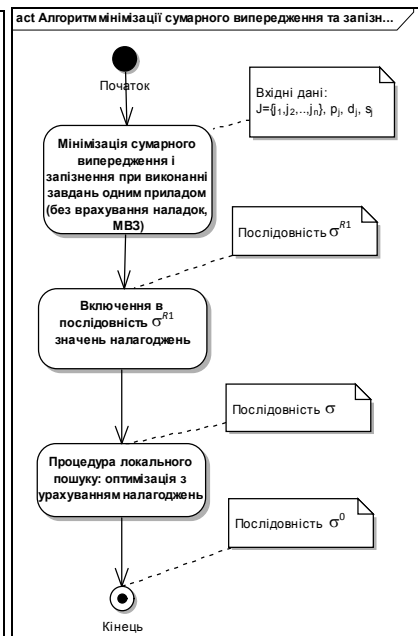 act Алгоритм мінімізації сумарного випередження та запізн...
Початок
Вхідні дані:
J={j₁,j₂,..,jₙ}, pⱼ, dⱼ, sⱼ
Мінімізація сумарного
випередження і
запізнення при виконанні
завдань одним приладом
(без врахування наладок,
МВЗ)
Послідовність σᴿ¹
Включення в
послідовність σᴿ¹
значень налагоджень
Послідовність σ
Процедура локального
пошуку: оптимізація з
урахуванням налагоджень
Послідовність σ⁰
Кінець